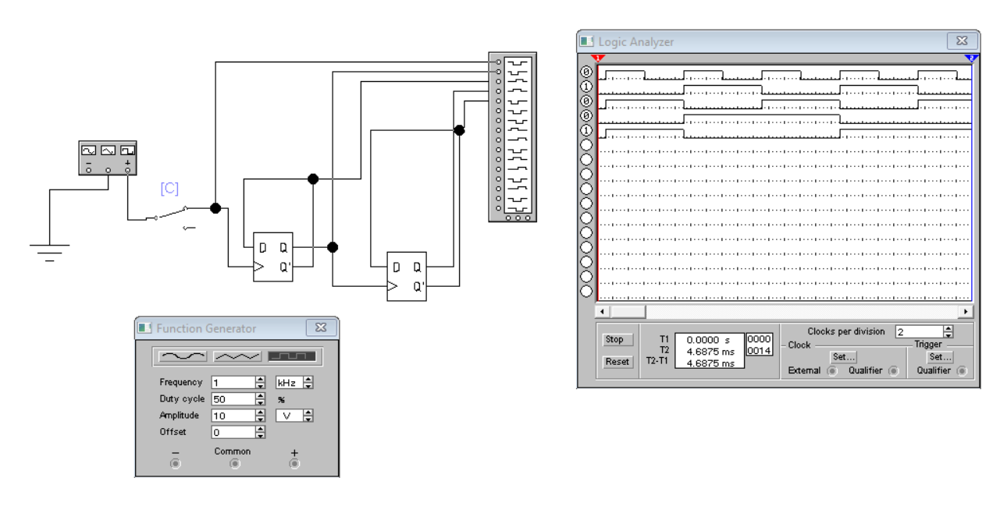 Logic Analyzer
1
2
0
1
0
0
1
[C]
D Q
Q'
D Q
Q'
Stop
Reset
T1 0.0000 s 0000
T2 4.6875 ms 0014
T2-T1 4.6875 ms
Clocks per division 2
Clock
Set...
External
Qualifier
Trigger
Set...
Qualifier
Function Generator
Frequency 1 kHz
Duty cycle 50 %
Amplitude 10 V
Offset 0
− Common +